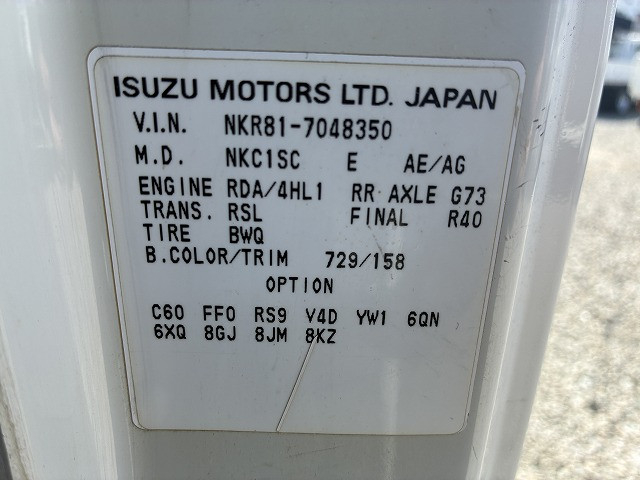 ISUZU MOTORS LTD. JAPAN
V.I.N. NKR81-7048350
M.D. NKC1SC E AE/AG
ENGINE RDA/4HL1 RR AXLE G73
TRANS. RSL FINAL R40
TIRE BWQ
B.COLOR/TRIM 729/158
OPTION
C60 FF0 RS9 V4D YW1 6QN
6XQ 8GJ 8JM 8KZ